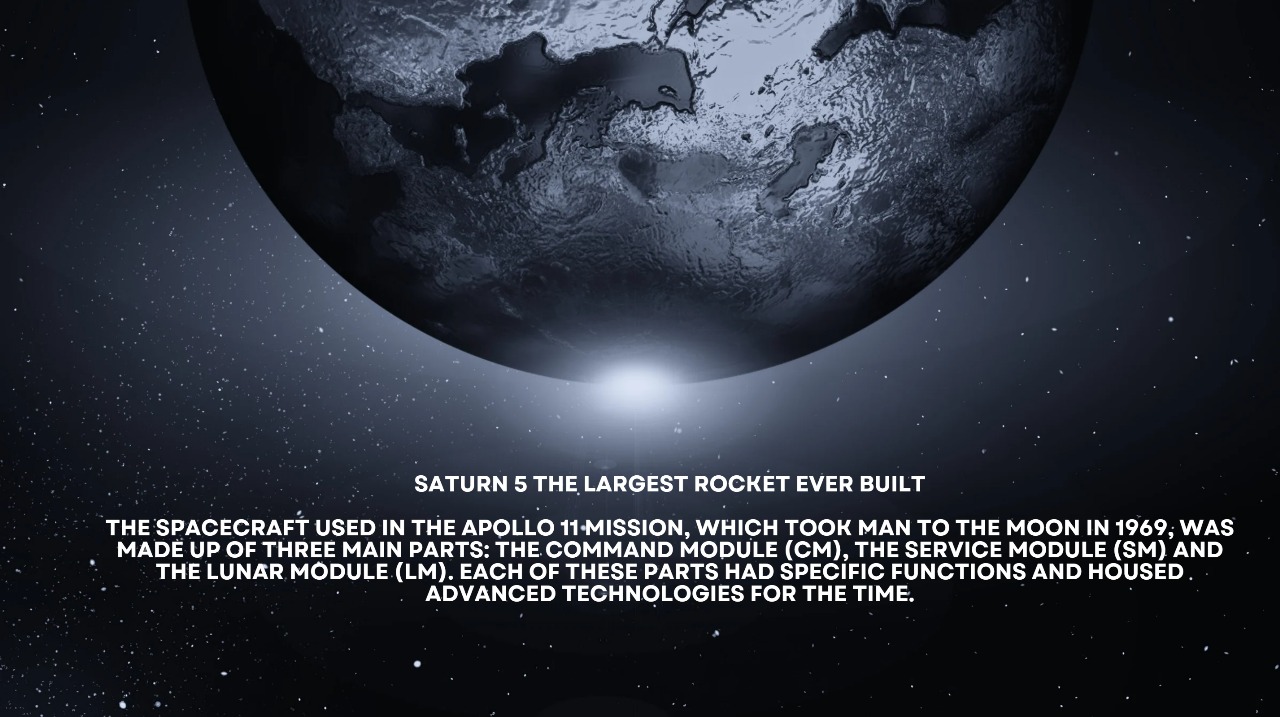 SATURN 5 THE LARGEST ROCKET EVER BUILT
THE SPACECRAFT USED IN THE APOLLO 11 MISSION, WHICH TOOK MAN TO THE MOON IN 1969, WAS
MADE UP OF THREE MAIN PARTS: THE COMMAND MODULE (CM), THE SERVICE MODULE (SM) AND
THE LUNAR MODULE (LM). EACH OF THESE PARTS HAD SPECIFIC FUNCTIONS AND HOUSED
ADVANCED TECHNOLOGIES FOR THE TIME.